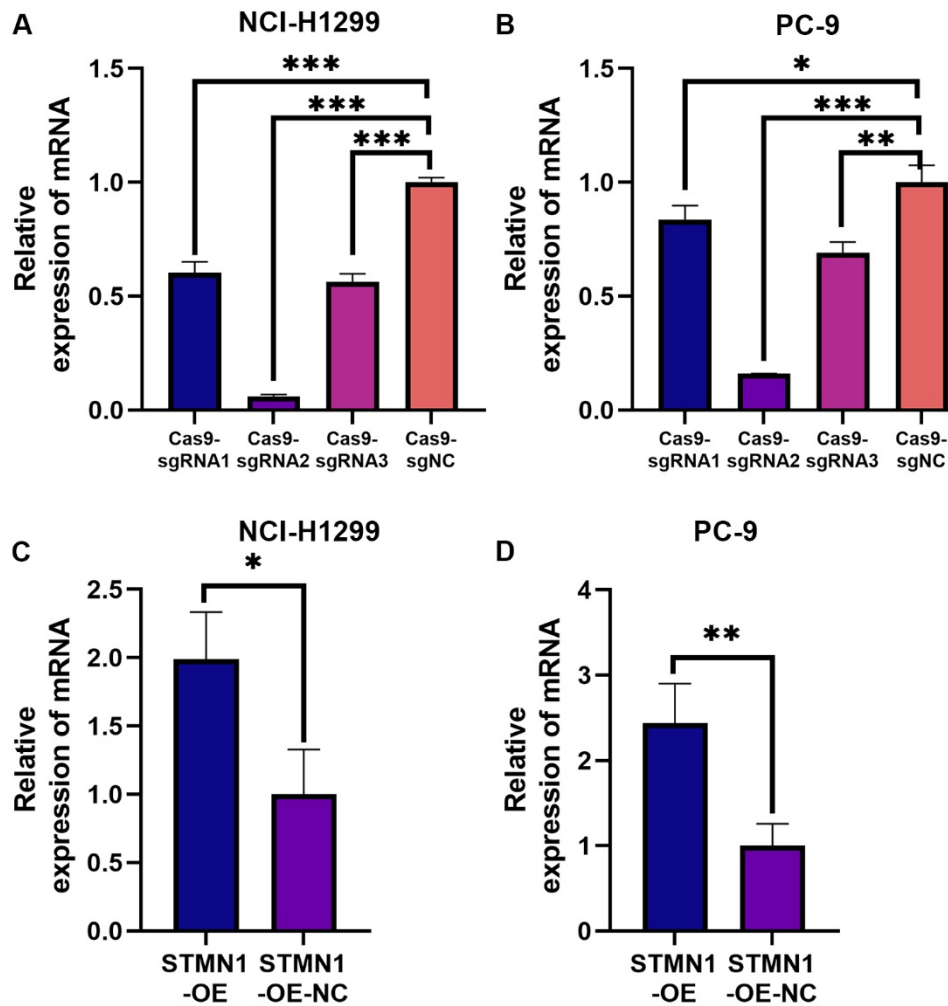 A
NCI-H1299
Relative
expression of mRNA
1.5
1.0
0.5
0.0
***
***
***
Cas9-
sgRNA1
Cas9-
sgRNA2
Cas9-
sgRNA3
Cas9-
sgNC
B
PC-9
Relative
expression of mRNA
1.5
1.0
0.5
0.0
*
***
**
Cas9-
sgRNA1
Cas9-
sgRNA2
Cas9-
sgRNA3
Cas9-
sgNC
C
NCI-H1299
Relative
expression of mRNA
2.5
2.0
1.5
1.0
0.5
0.0
*
STMN1
-OE
STMN1
-OE-NC
D
PC-9
Relative
expression of mRNA
4
3
2
1
0
**
STMN1
-OE
STMN1
-OE-NC